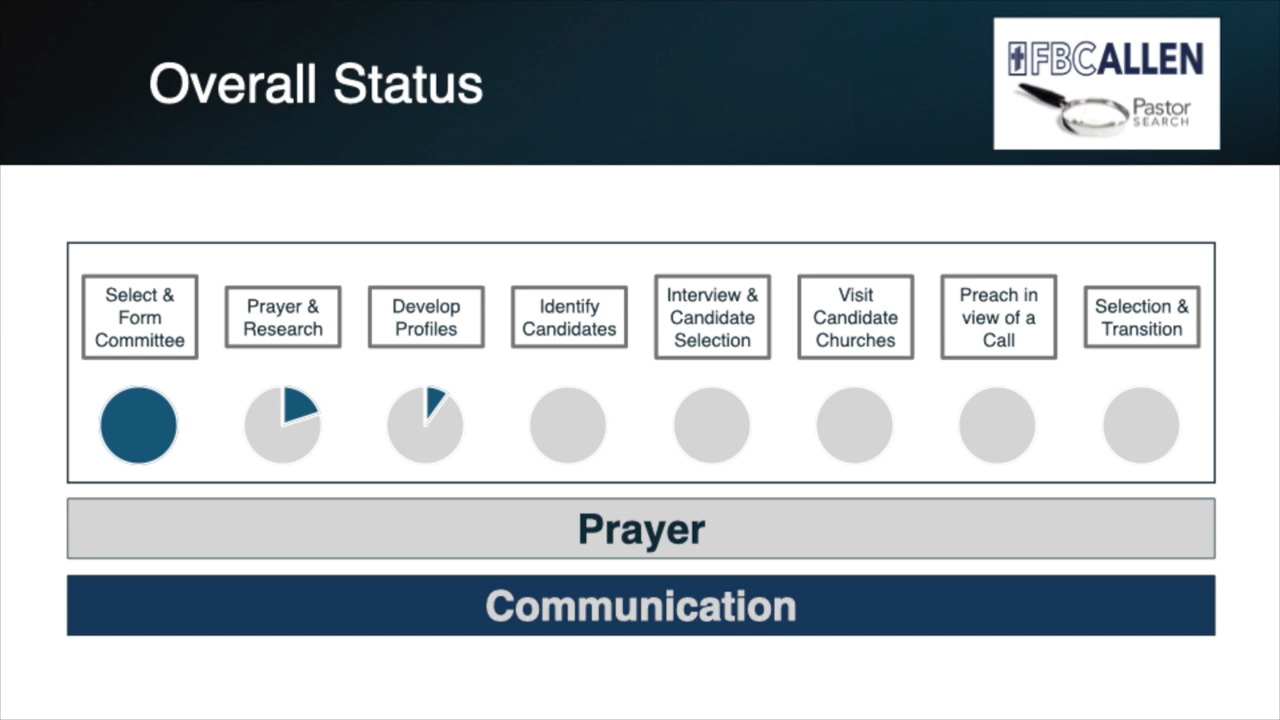 Overall Status
FBCALLEN
Pastor
SEARCH
Select &
Form
Committee
Prayer &
Research
Develop
Profiles
Identify
Candidates
Interview &
Candidate
Selection
Visit
Candidate
Churches
Preach in
view of a
Call
Selection &
Transition
Prayer
Communication